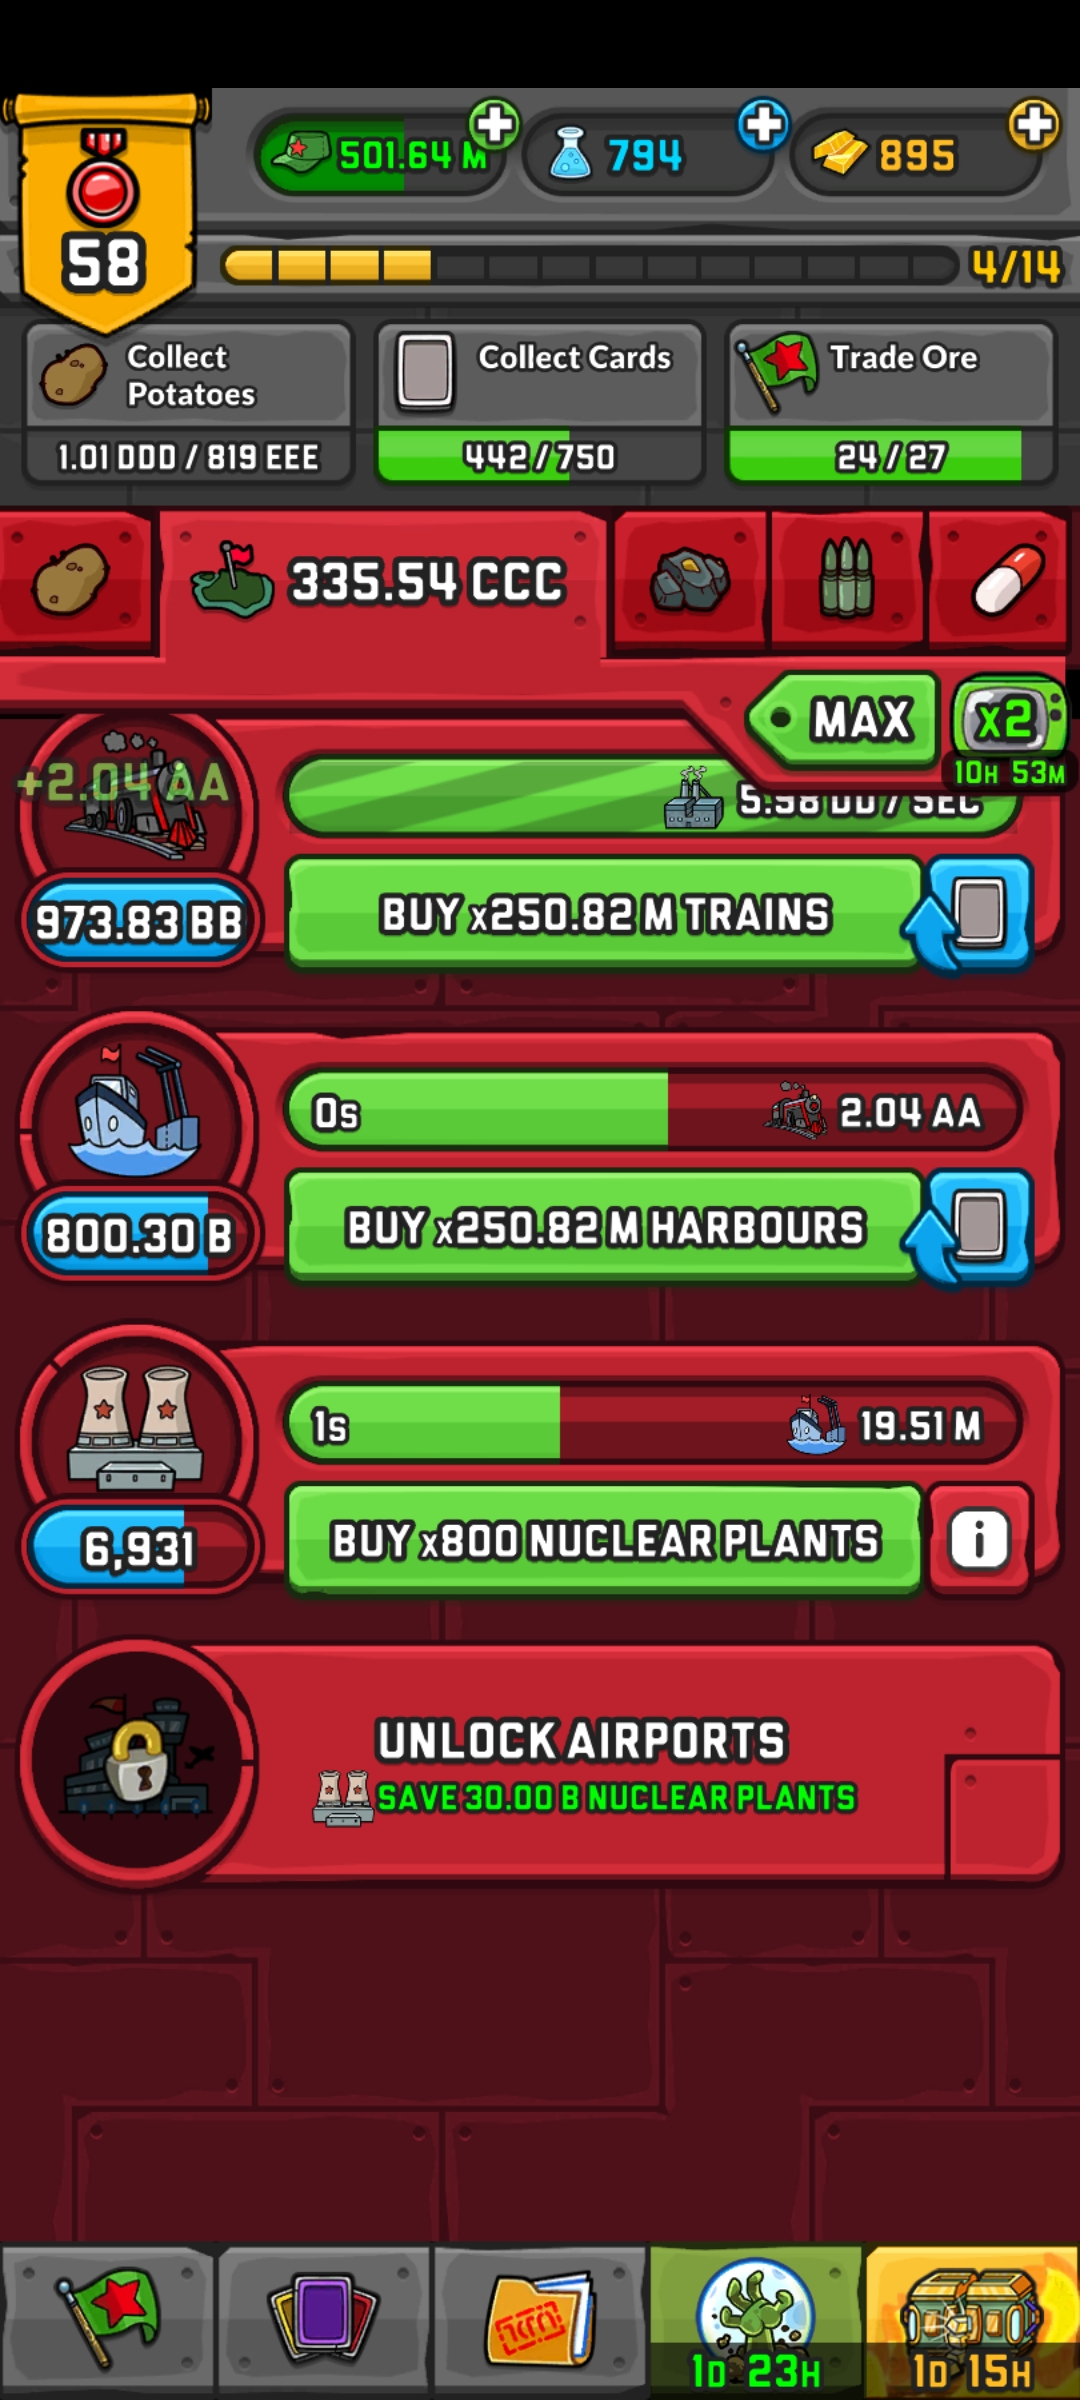 501.64 M
794
895
58
4/14
Collect
Potatoes
Collect Cards
Trade Ore
1.01 DDD / 819 EEE
442/750
24/27
335.54 CCC
MAX
x2
10H 53M
+2.04 AA
5.98 DD / SEC
973.83 BB
BUY x250.82 M TRAINS
0s
2.04 AA
800.30 B
BUY x250.82 M HARBOURS
1s
19.51 M
6,931
BUY x800 NUCLEAR PLANTS
i
UNLOCK AIRPORTS
SAVE 30.00 B NUCLEAR PLANTS
1D 23H
1D 15H